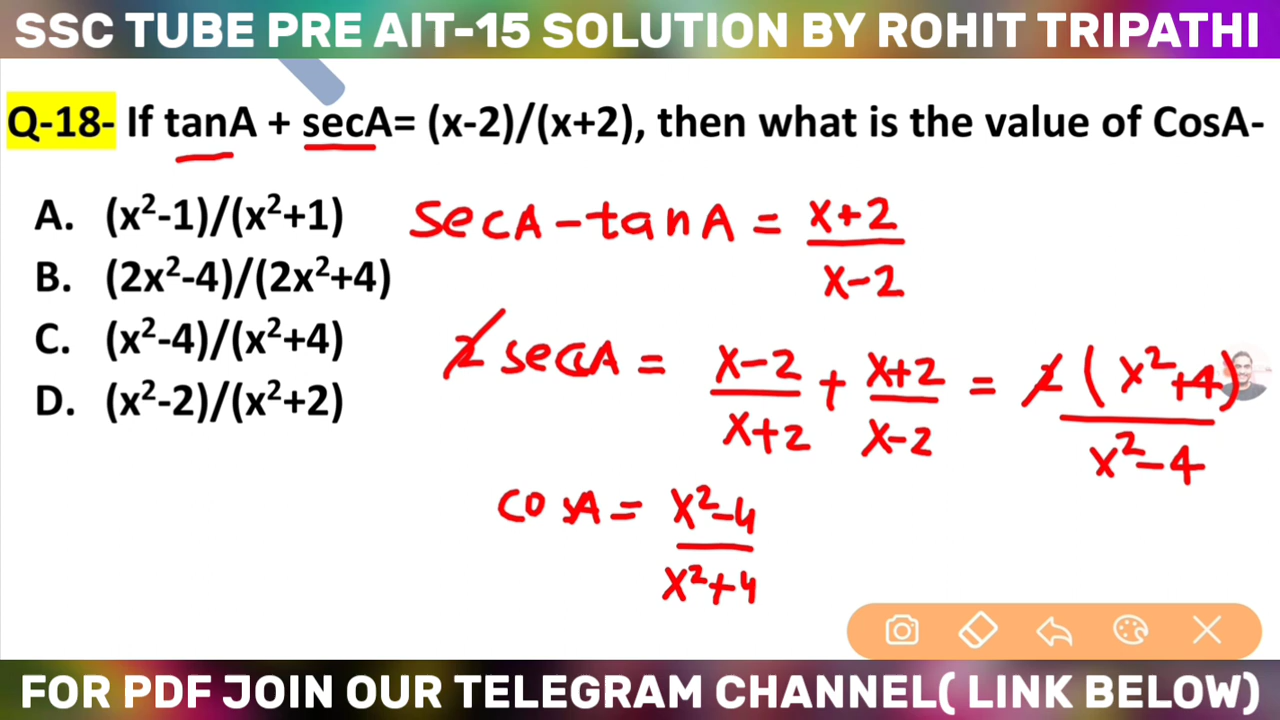 SSC TUBE PRE AIT-15 SOLUTION BY ROHIT TRIPATHI
Q-18- If tanA + secA= (x-2)/(x+2), then what is the value of CosA-
A. (x²-1)/(x²+1)
B. (2x²-4)/(2x²+4)
C. (x²-4)/(x²+4)
D. (x²-2)/(x²+2)
secA-tanA = x+2
x-2
2 secA = x-2 + x+2 = 2 (x²+4)
x+2 x-2 x²-4
cosA = x²-4
x²+4
FOR PDF JOIN OUR TELEGRAM CHANNEL( LINK BELOW)